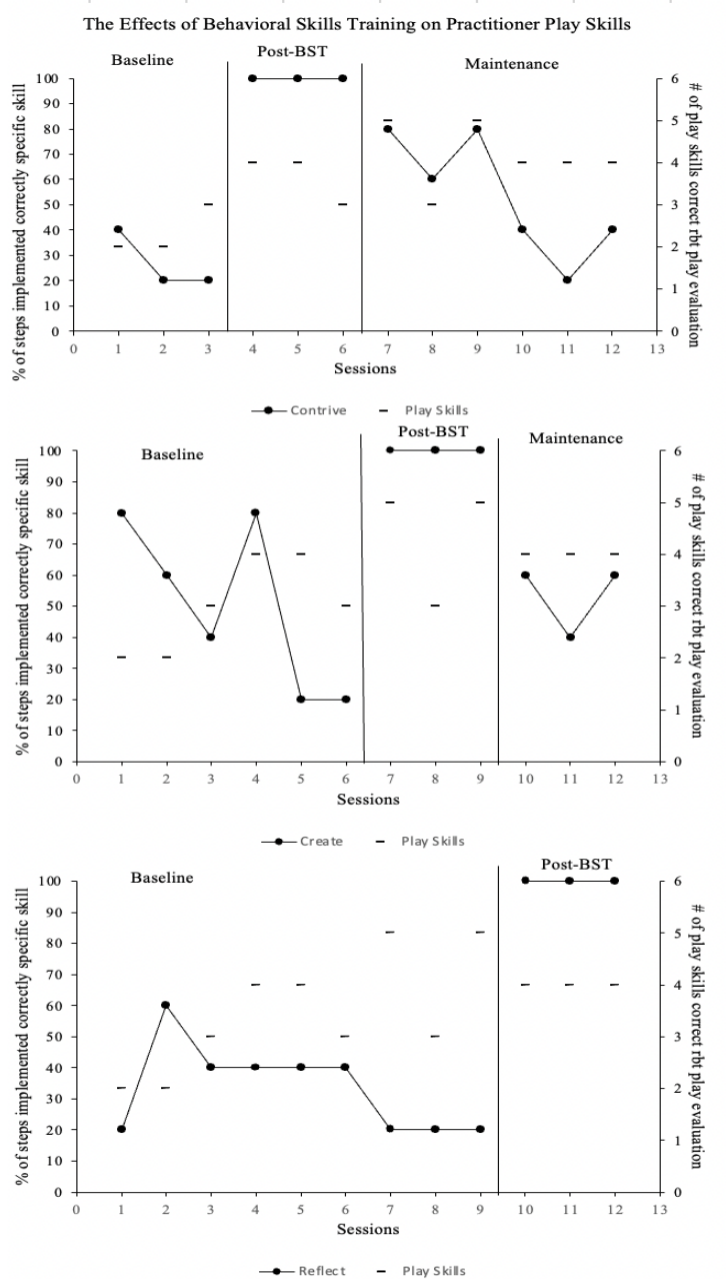 The Effects of Behavioral Skills Training on Practitioner Play Skills
Baseline
Post-BST
Maintenance
% of steps implemented correctly specific skill
100
90
80
70
60
50
40
30
20
10
0
6
5
4
3
2
1
0
# of play skills correct rbt play evaluation
0 1 2 3 4 5 6 7 8 9 10 11 12 13
Sessions
Contrive Play Skills
Baseline
Post-BST
Maintenance
% of steps implemented correctly specific skill
100
90
80
70
60
50
40
30
20
10
0
6
5
4
3
2
1
0
# of play skills correct rbt play evaluation
0 1 2 3 4 5 6 7 8 9 10 11 12 13
Sessions
Create Play Skills
Baseline
Post-BST
% of steps implemented correctly specific skill
100
90
80
70
60
50
40
30
20
10
0
6
5
4
3
2
1
0
# of play skills correct rbt play evaluation
0 1 2 3 4 5 6 7 8 9 10 11 12 13
Sessions
Reflect Play Skills